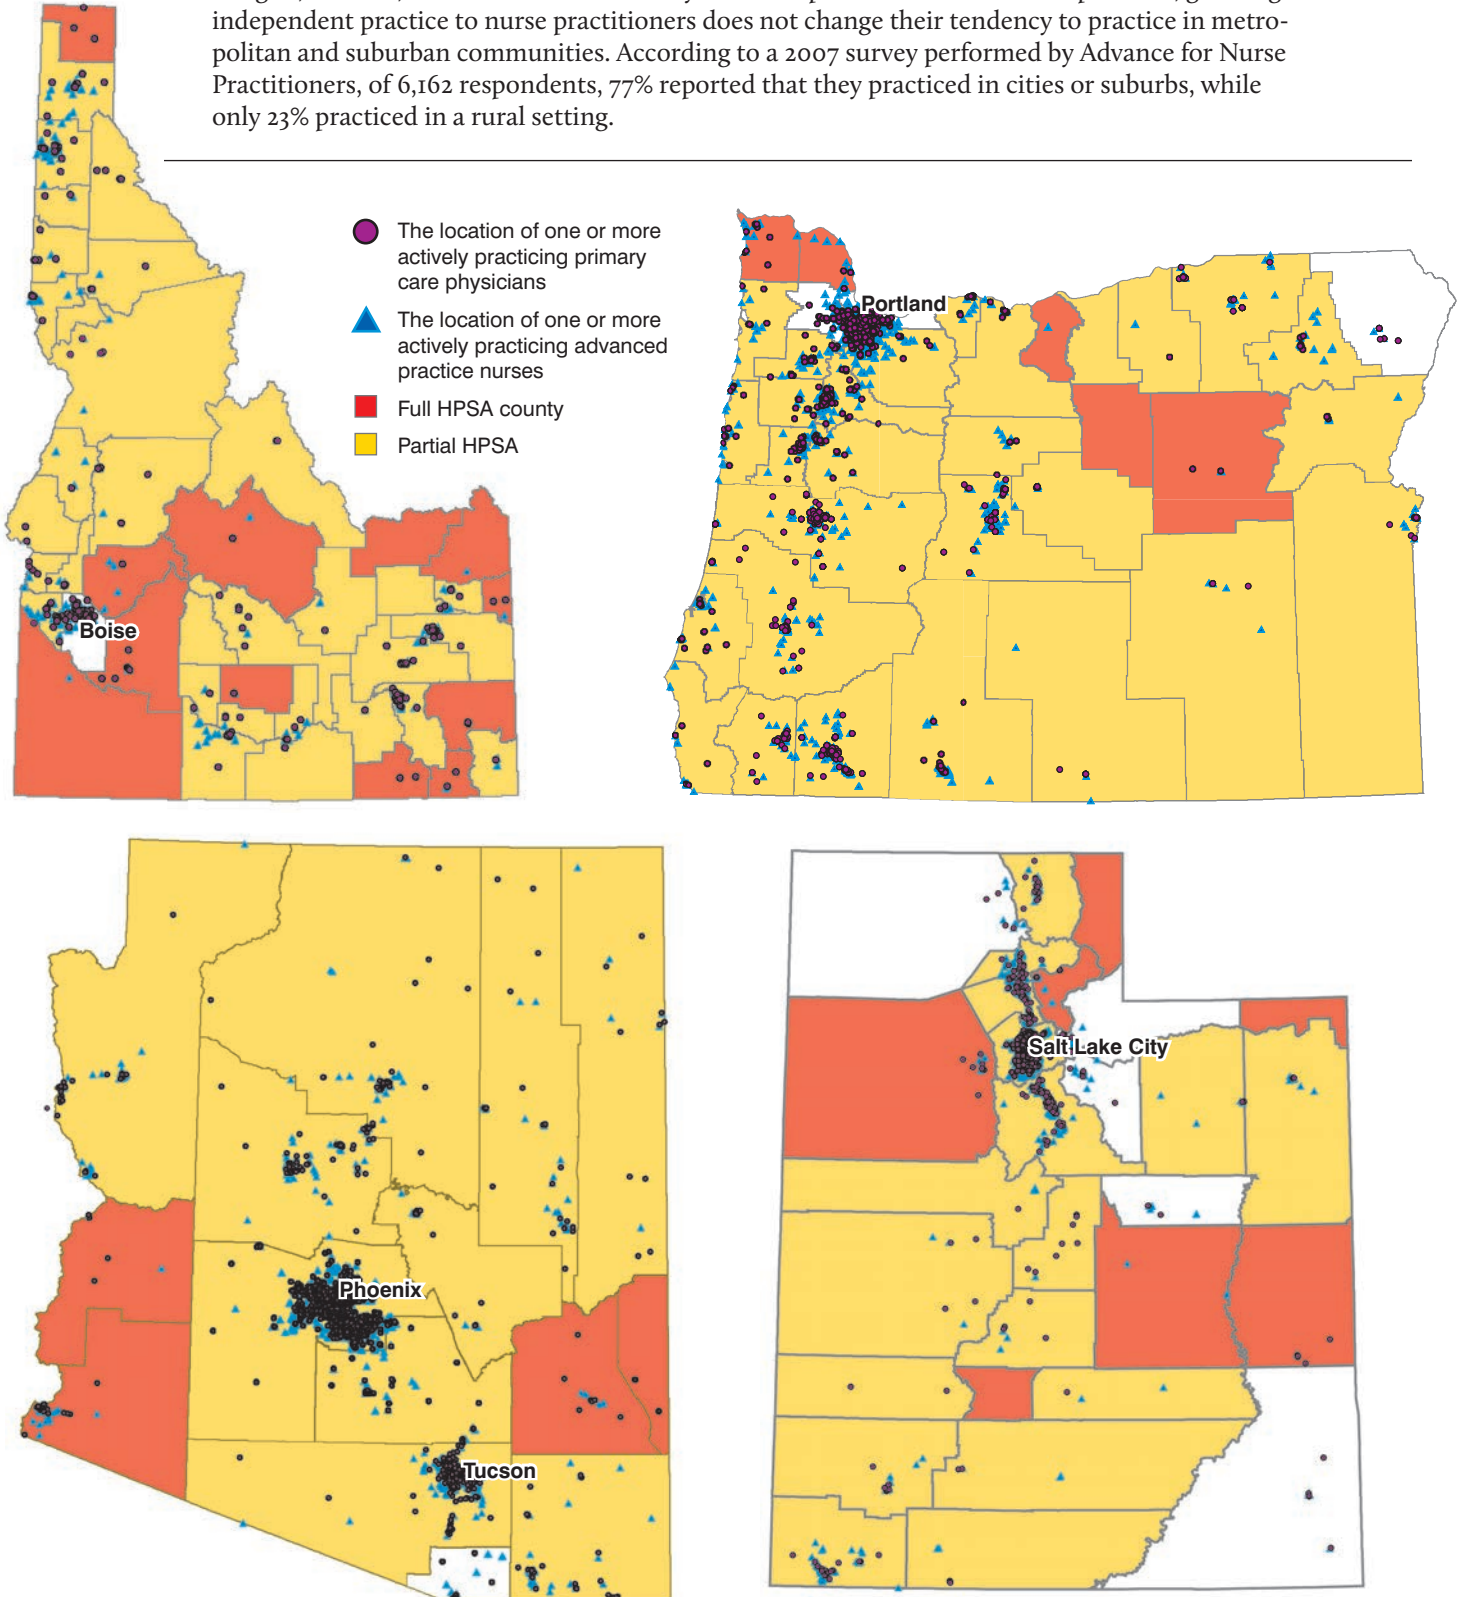 independent practice to nurse practitioners does not change their tendency to practice in metro-
politan and suburban communities. According to a 2007 survey performed by Advance for Nurse
Practitioners, of 6,162 respondents, 77% reported that they practiced in cities or suburbs, while
only 23% practiced in a rural setting.
The location of one or more
actively practicing primary
care physicians
The location of one or more
actively practicing advanced
practice nurses
Full HPSA county
Partial HPSA
Boise
Portland
Phoenix
Tucson
Salt Lake City